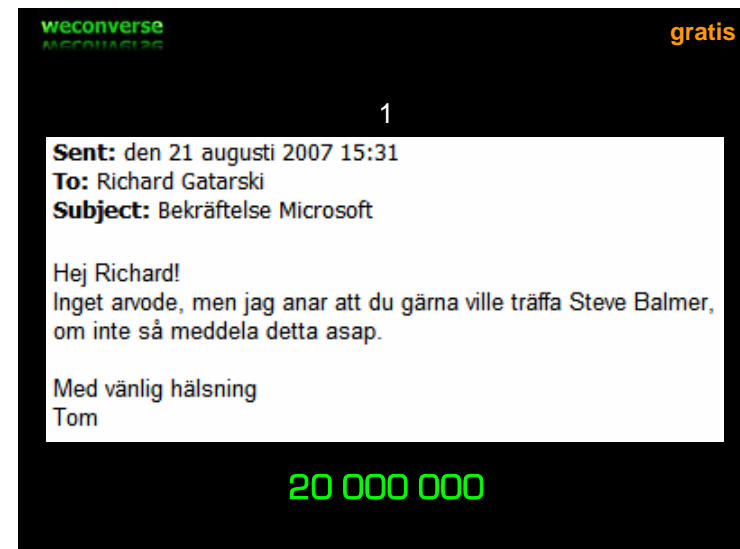 weconverse
gratis
1
Sent: den 21 augusti 2007 15:31
To: Richard Gatarski
Subject: Bekräftelse Microsoft
Hej Richard!
Inget arvode, men jag anar att du gärna ville träffa Steve Balmer,
om inte så meddela detta asap.
Med vänlig hälsning
Tom
20 000 000